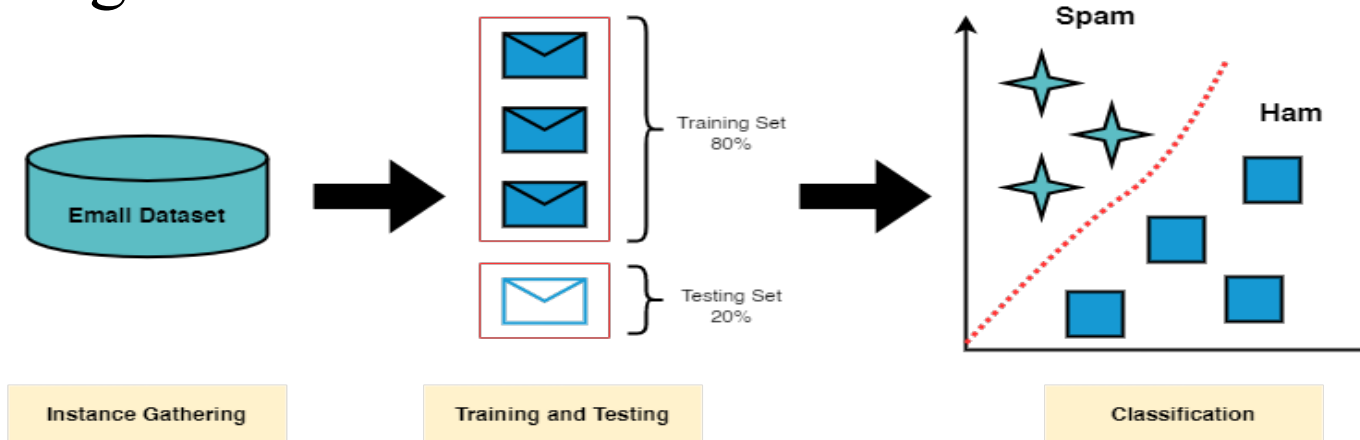 Email Dataset
Training Set
80%
Testing Set
20%
Spam
Ham
Instance Gathering
Training and Testing
Classification